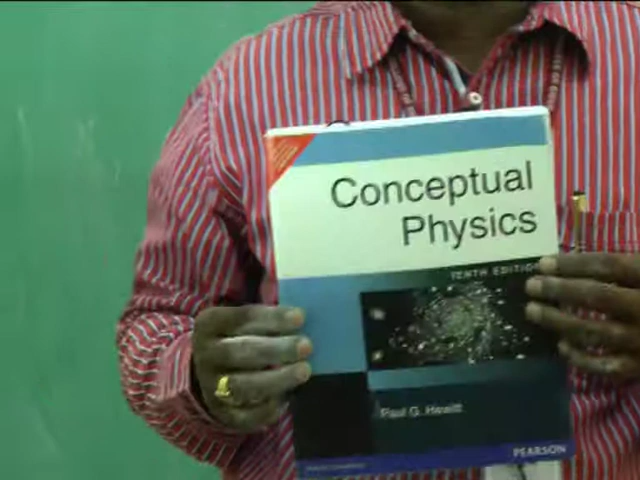 Conceptual
Physics
TENTH EDITION
Paul G. Hewitt
PEARSON